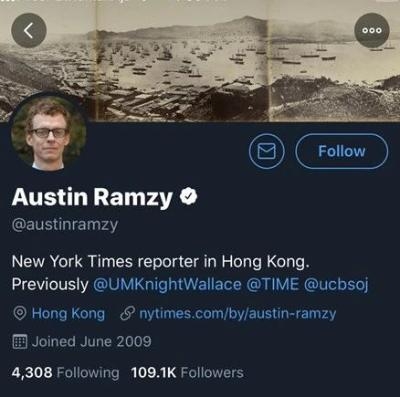 Austin Ramzy
@austinramzy
Follow
New York Times reporter in Hong Kong.
Previously @UMKnightWallace @TIME @ucbsoj
Hong Kong nytimes.com/by/austin-ramzy
Joined June 2009
4,308 Following 109.1K Followers